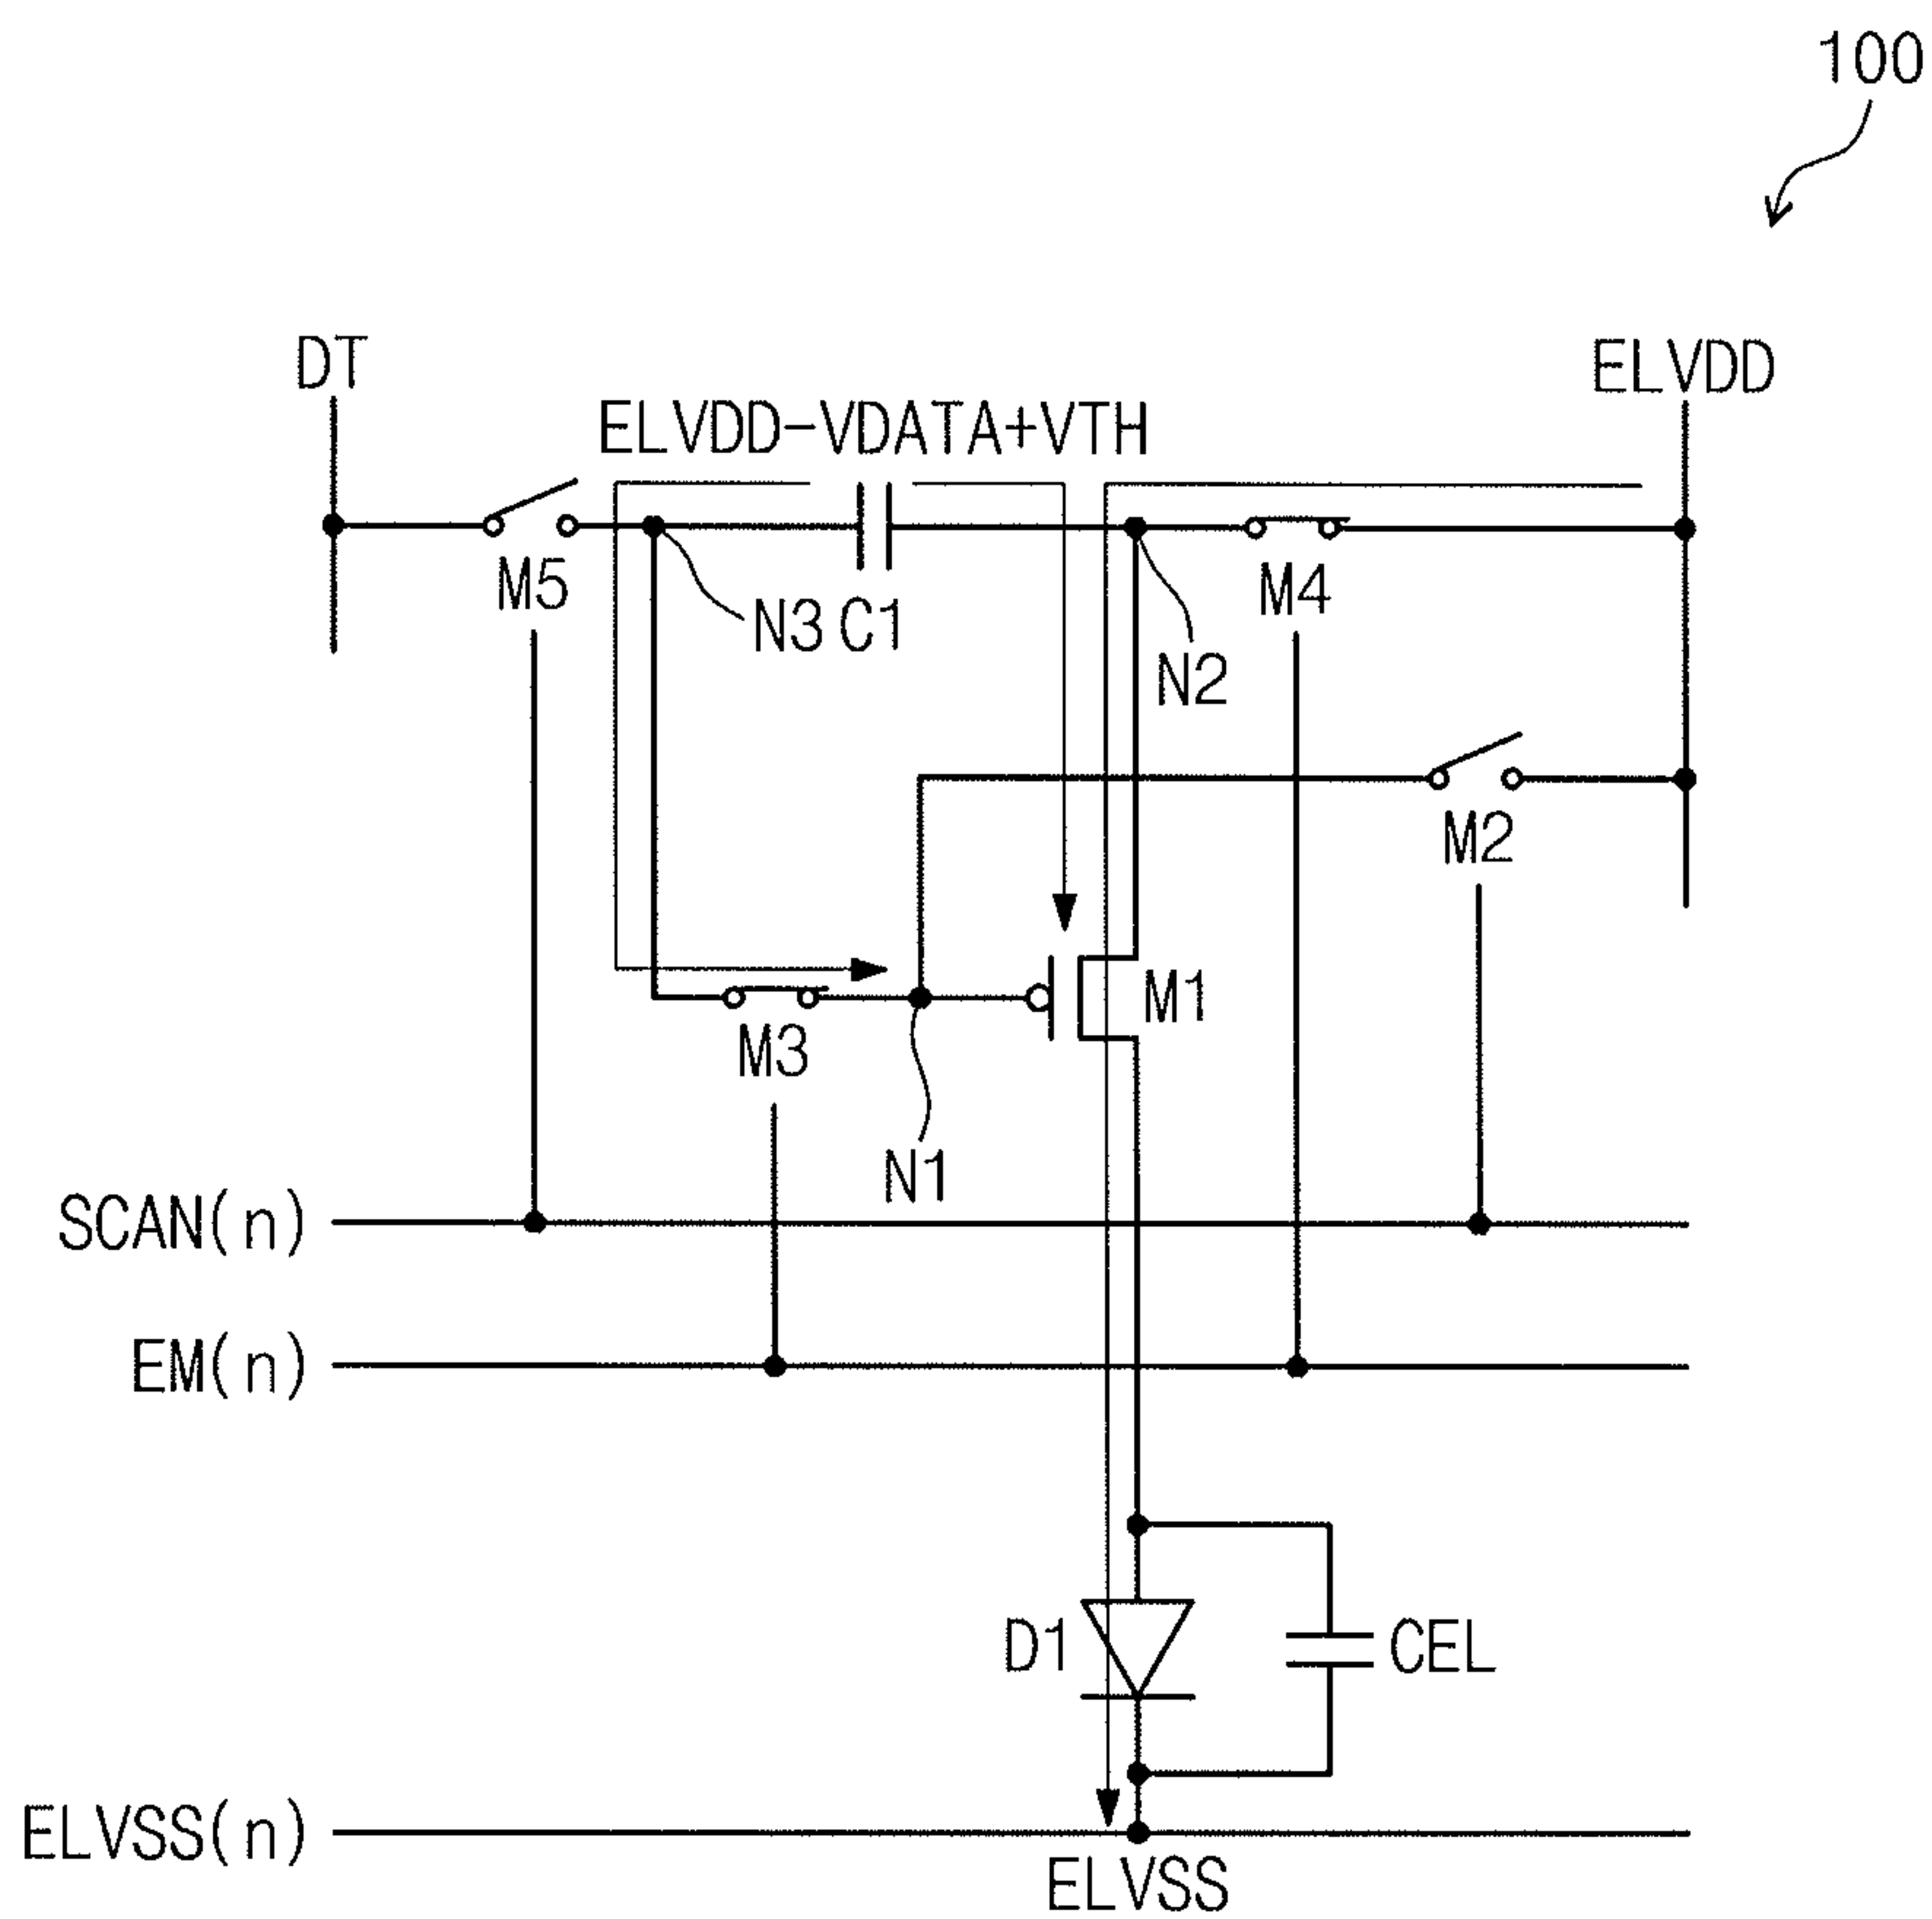 100
DT
ELVDD
ELVDD-VDATA+VTH
M5
M4
N3
C1
N2
M2
M1
M3
N1
SCAN(n)
EM(n)
D1
CEL
ELVSS(n)
ELVSS